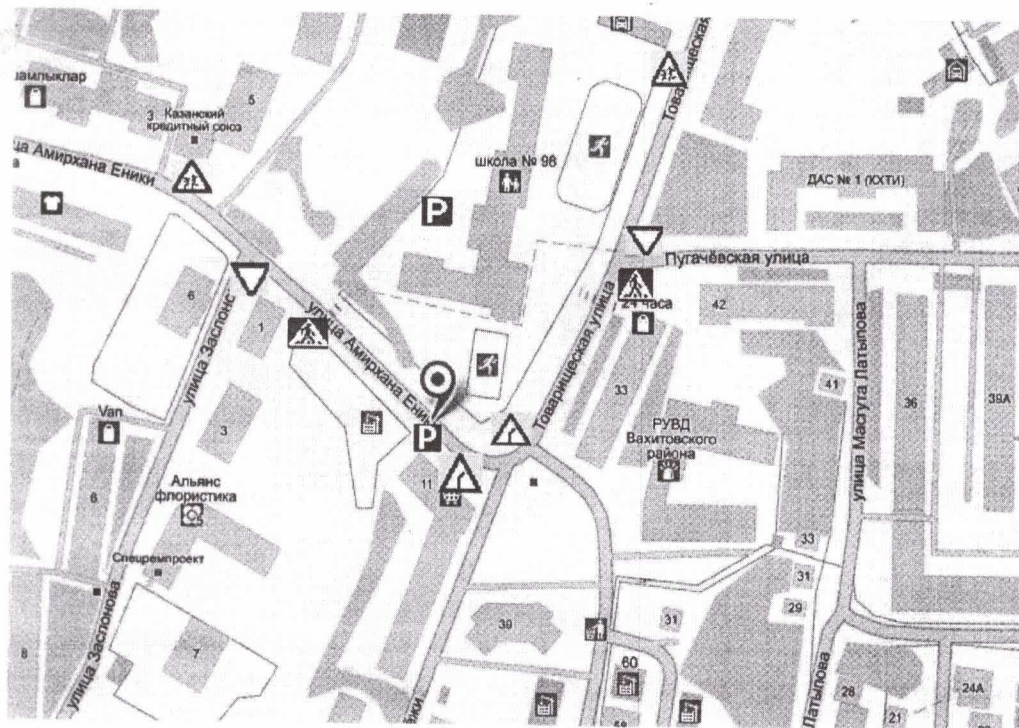 Товарищеская
5
3 Казанский
кредитный союз
Амирхана Еники
школа № 98
P
ДАС № 1 (КХТИ)
Пугачёвская улица
6
1
улица Заслоно
улица Амирхана Еники
24 часа
42
Товарищеская улица
33
41
улица Масгута Латыпова
36
39А
3
Van
P
РУВД
Вахитовского
района
11
6
Альянс
флористика
Спецремпроект
33
31
29
31
39
улица Заслонова
8
7
60
58
Латыпова
28
21
24А